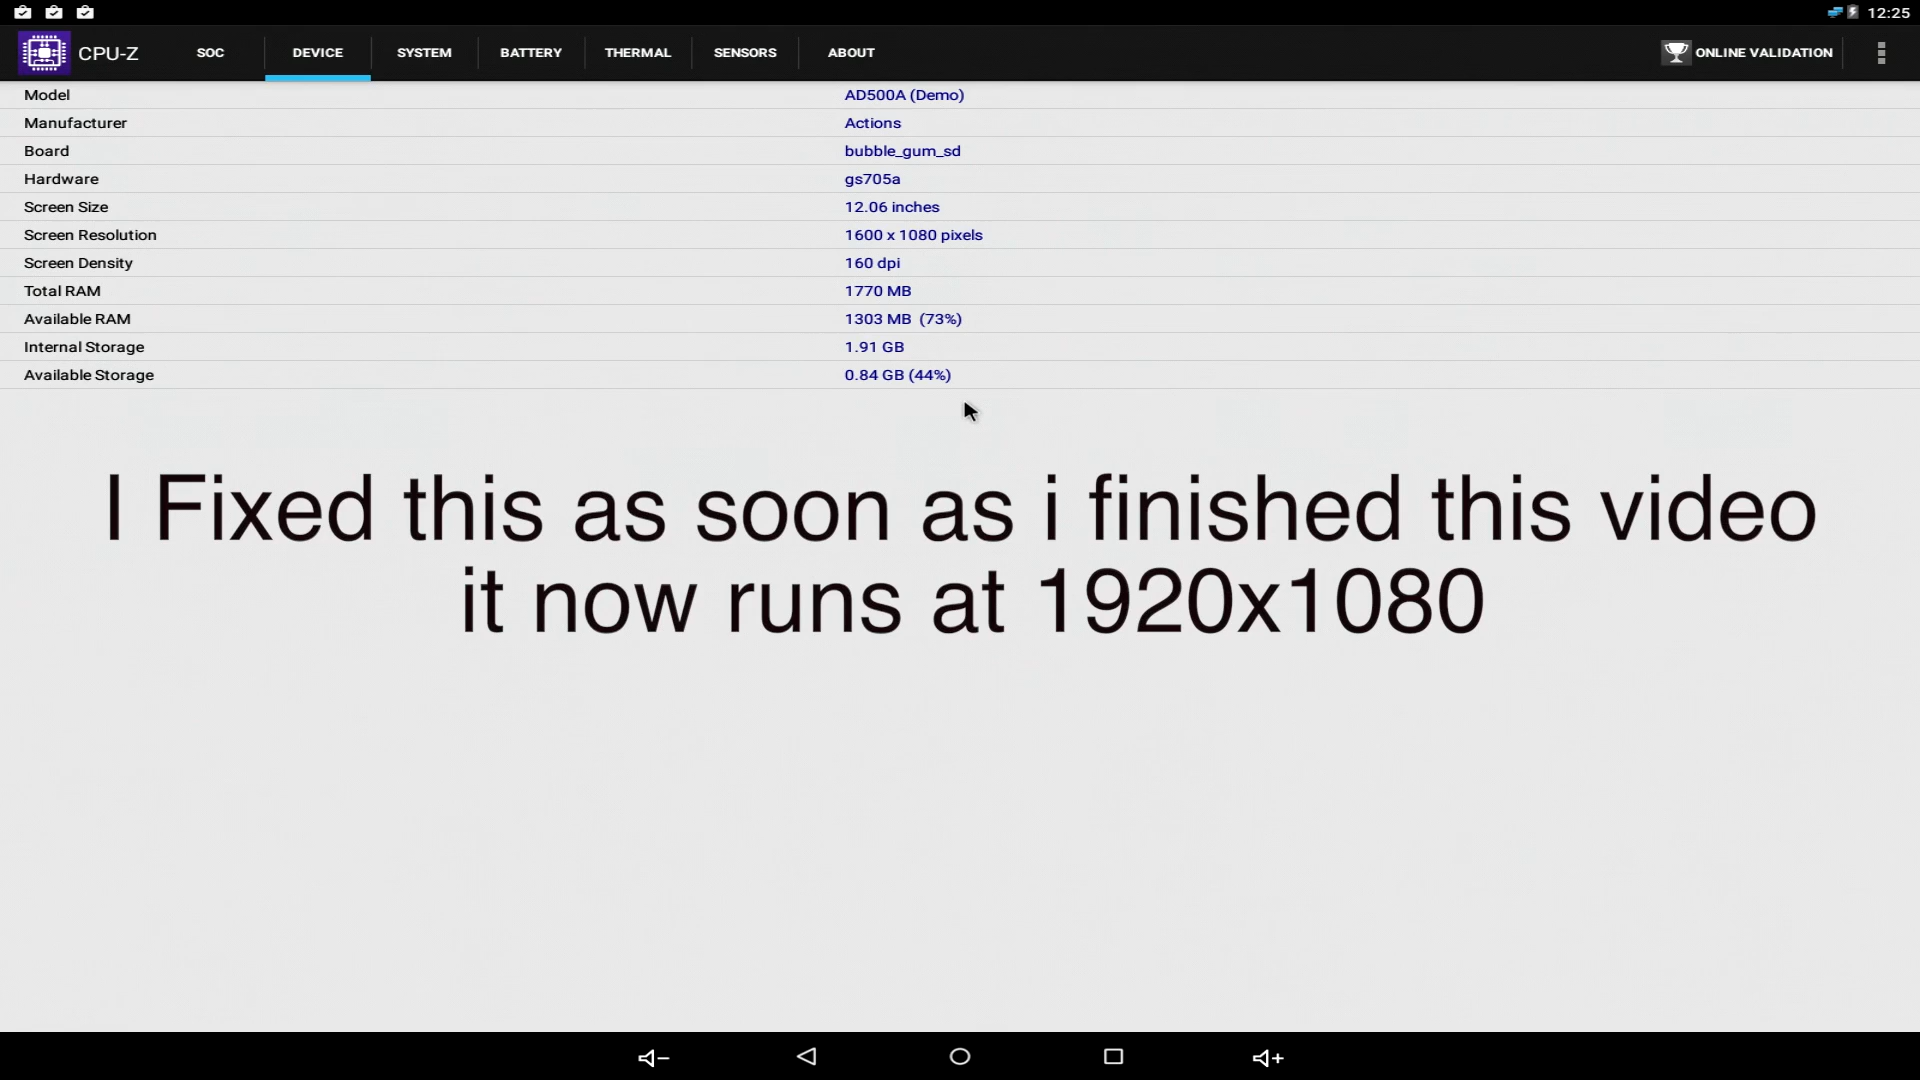 12:25
CPU-Z SOC DEVICE SYSTEM BATTERY THERMAL SENSORS ABOUT ONLINE VALIDATION
Model AD500A (Demo)
Manufacturer Actions
Board bubble_gum_sd
Hardware gs705a
Screen Size 12.06 inches
Screen Resolution 1600 x 1080 pixels
Screen Density 160 dpi
Total RAM 1770 MB
Available RAM 1303 MB (73%)
Internal Storage 1.91 GB
Available Storage 0.84 GB (44%)
I Fixed this as soon as i finished this video
it now runs at 1920x1080